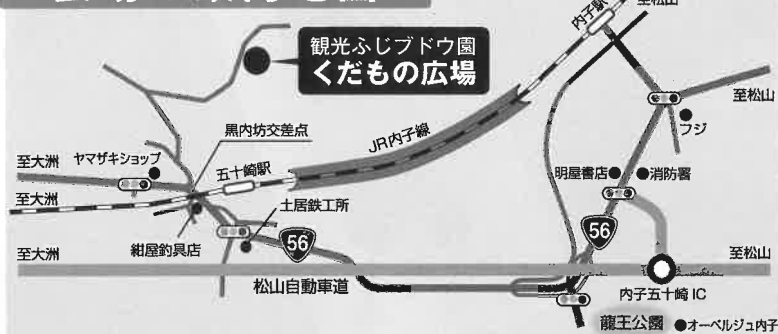 内子駅
至松山
観光ふじブドウ園
くだもの広場
至松山
フジ
黒内坊交差点
JR内子線
ヤマザキショップ
五十崎駅
至大洲
明屋書店
消防署
至大洲
土居鉄工所
紺屋釣具店
56
56
至大洲
至松山
松山自動車道
内子五十崎IC
龍王公園
オーベルジュ内子